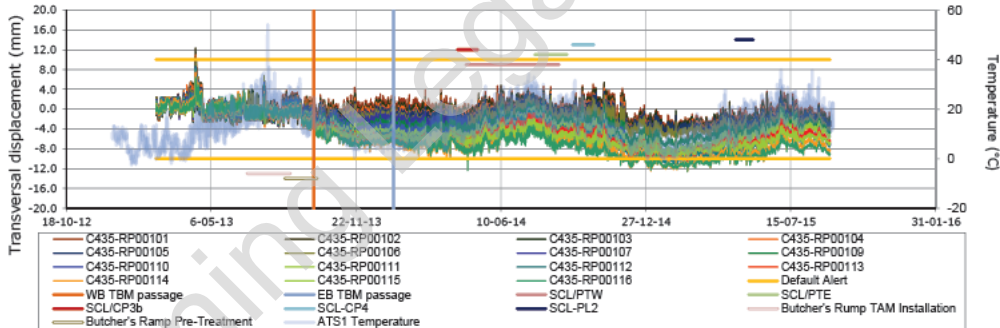 20.0
16.0
12.0
8.0
4.0
0.0
-4.0
-8.0
-12.0
-16.0
-20.0
Transversal displacement (mm)
60
40
20
0
-20
Temperature (°C)
18-10-12 6-05-13 22-11-13 10-06-14 27-12-14 15-07-15 31-01-16
C435-RP00101 C435-RP00102 C435-RP00103 C435-RP00104
C435-RP00105 C435-RP00106 C435-RP00107 C435-RP00109
C435-RP00110 C435-RP00111 C435-RP00112 C435-RP00113
C435-RP00114 C435-RP00115 C435-RP00116 Default Alert
WB TBM passage EB TBM passage SCL/PTW SCL/PTE
SCL/CP3b SCL-CP4 SCL-PL2 Butcher's Rump TAM Installation
Butcher's Ramp Pre-Treatment ATS1 Temperature
ning Lega